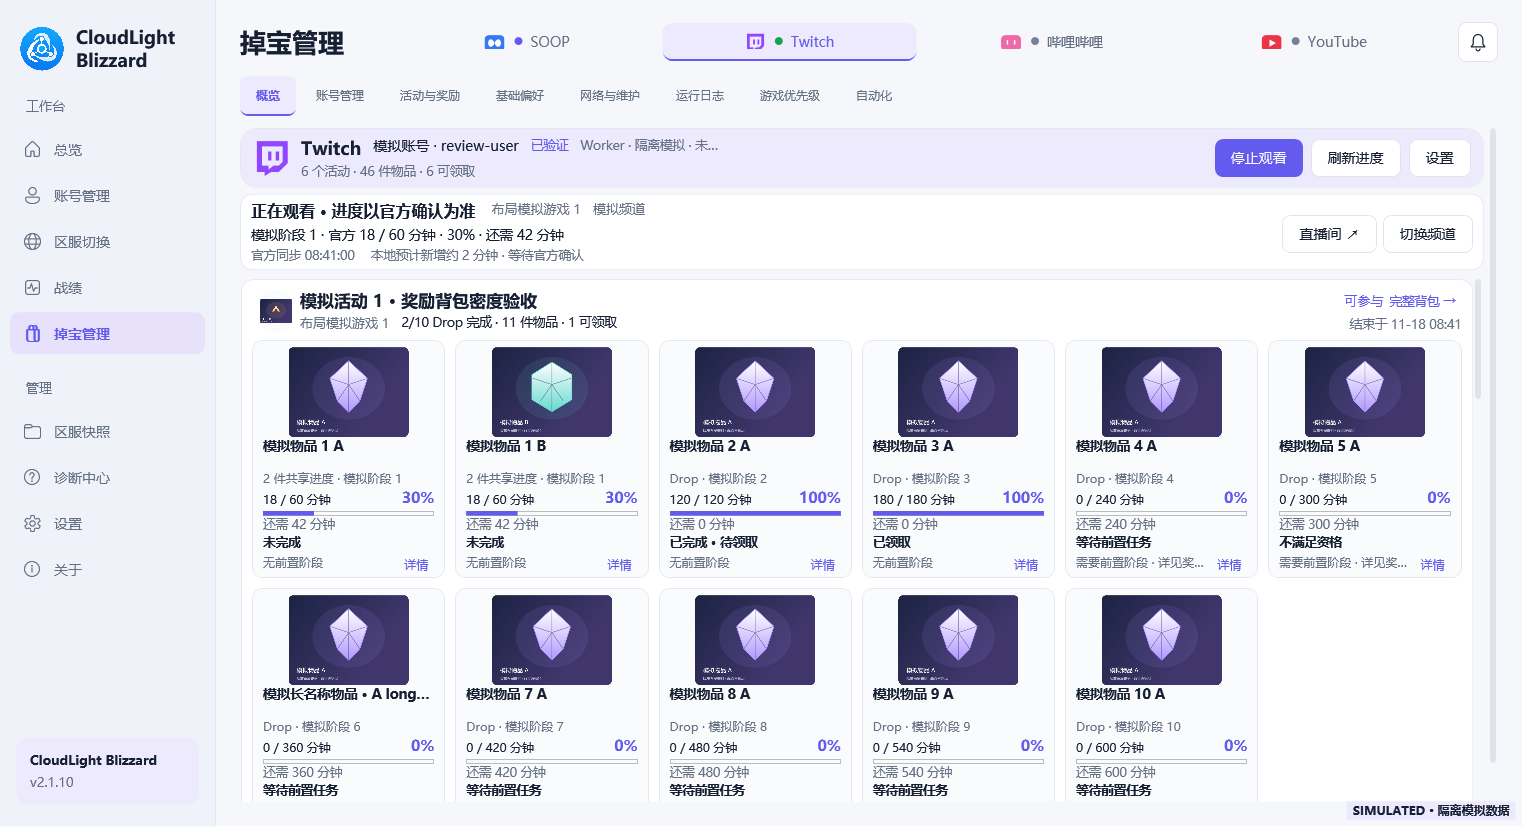 CloudLight
Blizzard
工作台
总览
账号管理
区服切换
战绩
掉宝管理
管理
区服快照
诊断中心
设置
关于
CloudLight Blizzard
v2.1.10
掉宝管理
SOOP
Twitch
哔哩哔哩
YouTube
概览
账号管理
活动与奖励
基础偏好
网络与维护
运行日志
游戏优先级
自动化
Twitch 模拟账号 · review-user 已验证 Worker · 隔离模拟 · 未...
6 个活动 · 46 件物品 · 6 可领取
停止观看
刷新进度
设置
正在观看 • 进度以官方确认为准 布局模拟游戏 1 模拟频道
模拟阶段 1 · 官方 18 / 60 分钟 · 30% · 还需 42 分钟
官方同步 08:41:00 本地预计新增约 2 分钟 · 等待官方确认
直播间 ↗
切换频道
模拟活动 1 • 奖励背包密度验收
布局模拟游戏 1 2/10 Drop 完成 · 11 件物品 · 1 可领取
可参与 完整背包 →
结束于 11-18 08:41
模拟物品 1 A
2 件共享进度 · 模拟阶段 1
18 / 60 分钟 30%
还需 42 分钟
未完成
无前置阶段 详情
模拟物品 1 B
2 件共享进度 · 模拟阶段 1
18 / 60 分钟 30%
还需 42 分钟
未完成
无前置阶段 详情
模拟物品 2 A
Drop · 模拟阶段 2
120 / 120 分钟 100%
还需 0 分钟
已完成 • 待领取
无前置阶段 详情
模拟物品 3 A
Drop · 模拟阶段 3
180 / 180 分钟 100%
还需 0 分钟
已领取
无前置阶段 详情
模拟物品 4 A
Drop · 模拟阶段 4
0 / 240 分钟 0%
还需 240 分钟
等待前置任务
需要前置阶段 · 详见奖... 详情
模拟物品 5 A
Drop · 模拟阶段 5
0 / 300 分钟 0%
还需 300 分钟
不满足资格
需要前置阶段 · 详见奖... 详情
模拟长名称物品 • A long...
Drop · 模拟阶段 6
0 / 360 分钟 0%
还需 360 分钟
等待前置任务
模拟物品 7 A
Drop · 模拟阶段 7
0 / 420 分钟 0%
还需 420 分钟
等待前置任务
模拟物品 8 A
Drop · 模拟阶段 8
0 / 480 分钟 0%
还需 480 分钟
等待前置任务
模拟物品 9 A
Drop · 模拟阶段 9
0 / 540 分钟 0%
还需 540 分钟
等待前置任务
模拟物品 10 A
Drop · 模拟阶段 10
0 / 600 分钟 0%
还需 600 分钟
等待前置任务
SIMULATED • 隔离模拟数据